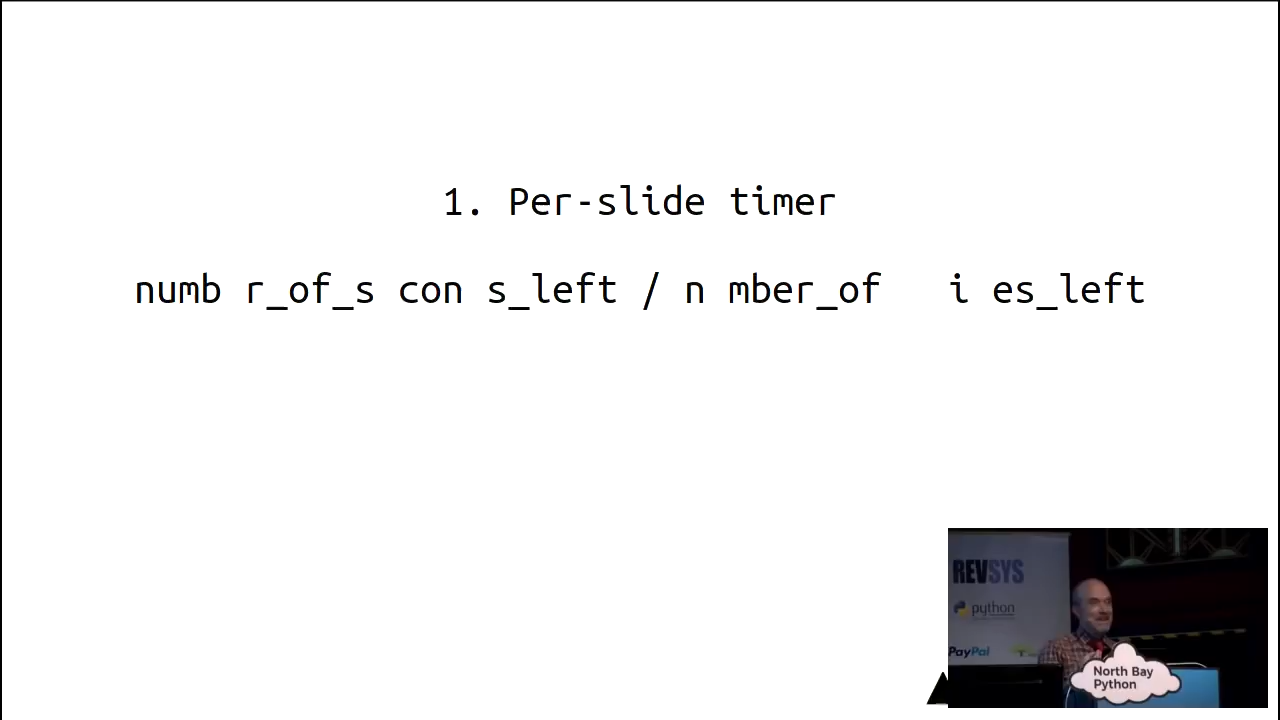 1. Per-slide timer
numb r_of_s con s_left / n mber_of   i es_left
REVSYS
python
PayPal
North Bay
Python